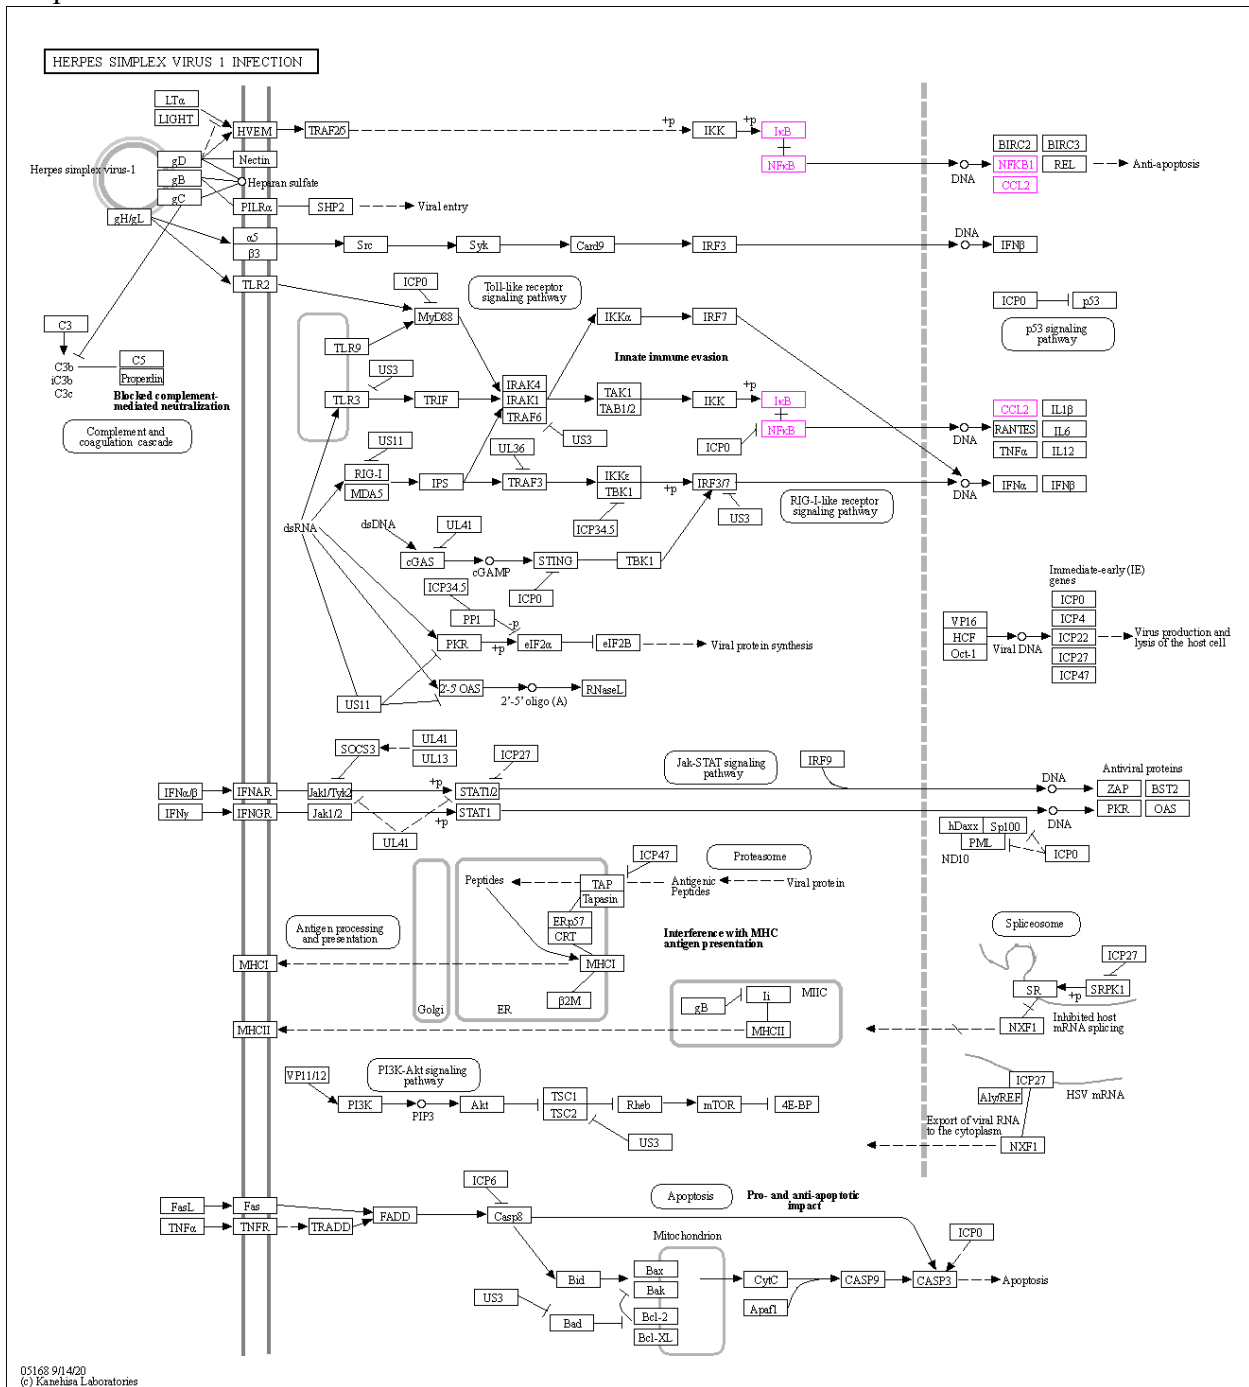 HERPES SIMPLEX VIRUS 1 INFECTION
LTα
LIGHT
HVEM
TRAF2/5
+p
IKK
+p
IκB
NFκB
DNA
BIRC2
BIRC3
NFKB1
REL
CCL2
Anti-apoptosis
Herpes simplex virus-1
gD
gB
gC
gH/gL
Nectin
Heparan sulfate
PILRα
SHP2
Viral entry
α5
β3
Src
Syk
Card9
IRF3
DNA
IFNβ
TLR2
ICP0
MyD88
Toll-like receptor
signaling pathway
IKKα
IRF7
ICP0
p53
p53 signaling
pathway
C3
C3b
iC3b
C3c
C5
Properdin
Blocked complement-
mediated neutralization
Complement and
coagulation cascade
TLR9
US3
TLR3
TRIF
IRAK4
IRAK1
TRAF6
US3
Innate immune evasion
TAK1
TAB1/2
IKK
+p
IκB
NFκB
ICP0
DNA
CCL2
IL1β
RANTES
IL6
TNFα
IL12
US11
RIG-I
MDA5
IPS
UL36
TRAF3
IKKε
TBK1
ICP34.5
+p
IRF3/7
US3
RIG-I-like receptor
signaling pathway
DNA
IFNα
IFNβ
dsRNA
dsDNA
UL41
cGAS
cGAMP
STING
ICP0
TBK1
ICP34.5
PP1
-p
PKR
+p
eIF2α
eIF2B
Viral protein synthesis
2'-5' OAS
2'-5' oligo (A)
RNaseL
US11
Immediate-early (IE)
genes
VP16
HCF
Oct-1
Viral DNA
ICP0
ICP4
ICP22
ICP27
ICP47
Virus production and
lysis of the host cell
SOCS3
UL41
UL13
ICP27
Jak-STAT signaling
pathway
IRF9
IFNα/β
IFNAR
Jak1/Tyk2
+p
STAT1/2
IFNγ
IFNGR
Jak1/2
+p
STAT1
UL41
DNA
DNA
Antiviral proteins
ZAP
BST2
PKR
OAS
hDaxx
Sp100
PML
ND10
ICP0
ICP47
Proteasome
Peptides
TAP
Tapasin
Antigenic
Peptides
Viral protein
ERp57
CRT
MHCI
β2M
Golgi
ER
Antigen processing
and presentation
MHCI
MHCII
Interference with MHC
antigen presentation
gB
Ii
MIIC
MHCII
Spliceosome
ICP27
SR
+p
SRPK1
NXF1
Inhibited host
mRNA splicing
ICP27
Aly/REF
HSV mRNA
Export of viral RNA
to the cytoplasm
NXF1
VP11/12
PI3K-Akt signaling
pathway
PI3K
PIP3
Akt
TSC1
TSC2
US3
Rheb
mTOR
4E-BP
ICP6
Apoptosis
Pro- and anti-apoptotic
impact
FasL
Fas
TNFα
TNFR
TRADD
FADD
Casp8
Mitochondrion
ICP0
Bid
Bax
Bak
CytC
CASP9
CASP3
Apoptosis
Apaf1
US3
Bad
Bcl-2
Bcl-XL
05168 9/14/20
(c) Kanehisa Laboratories